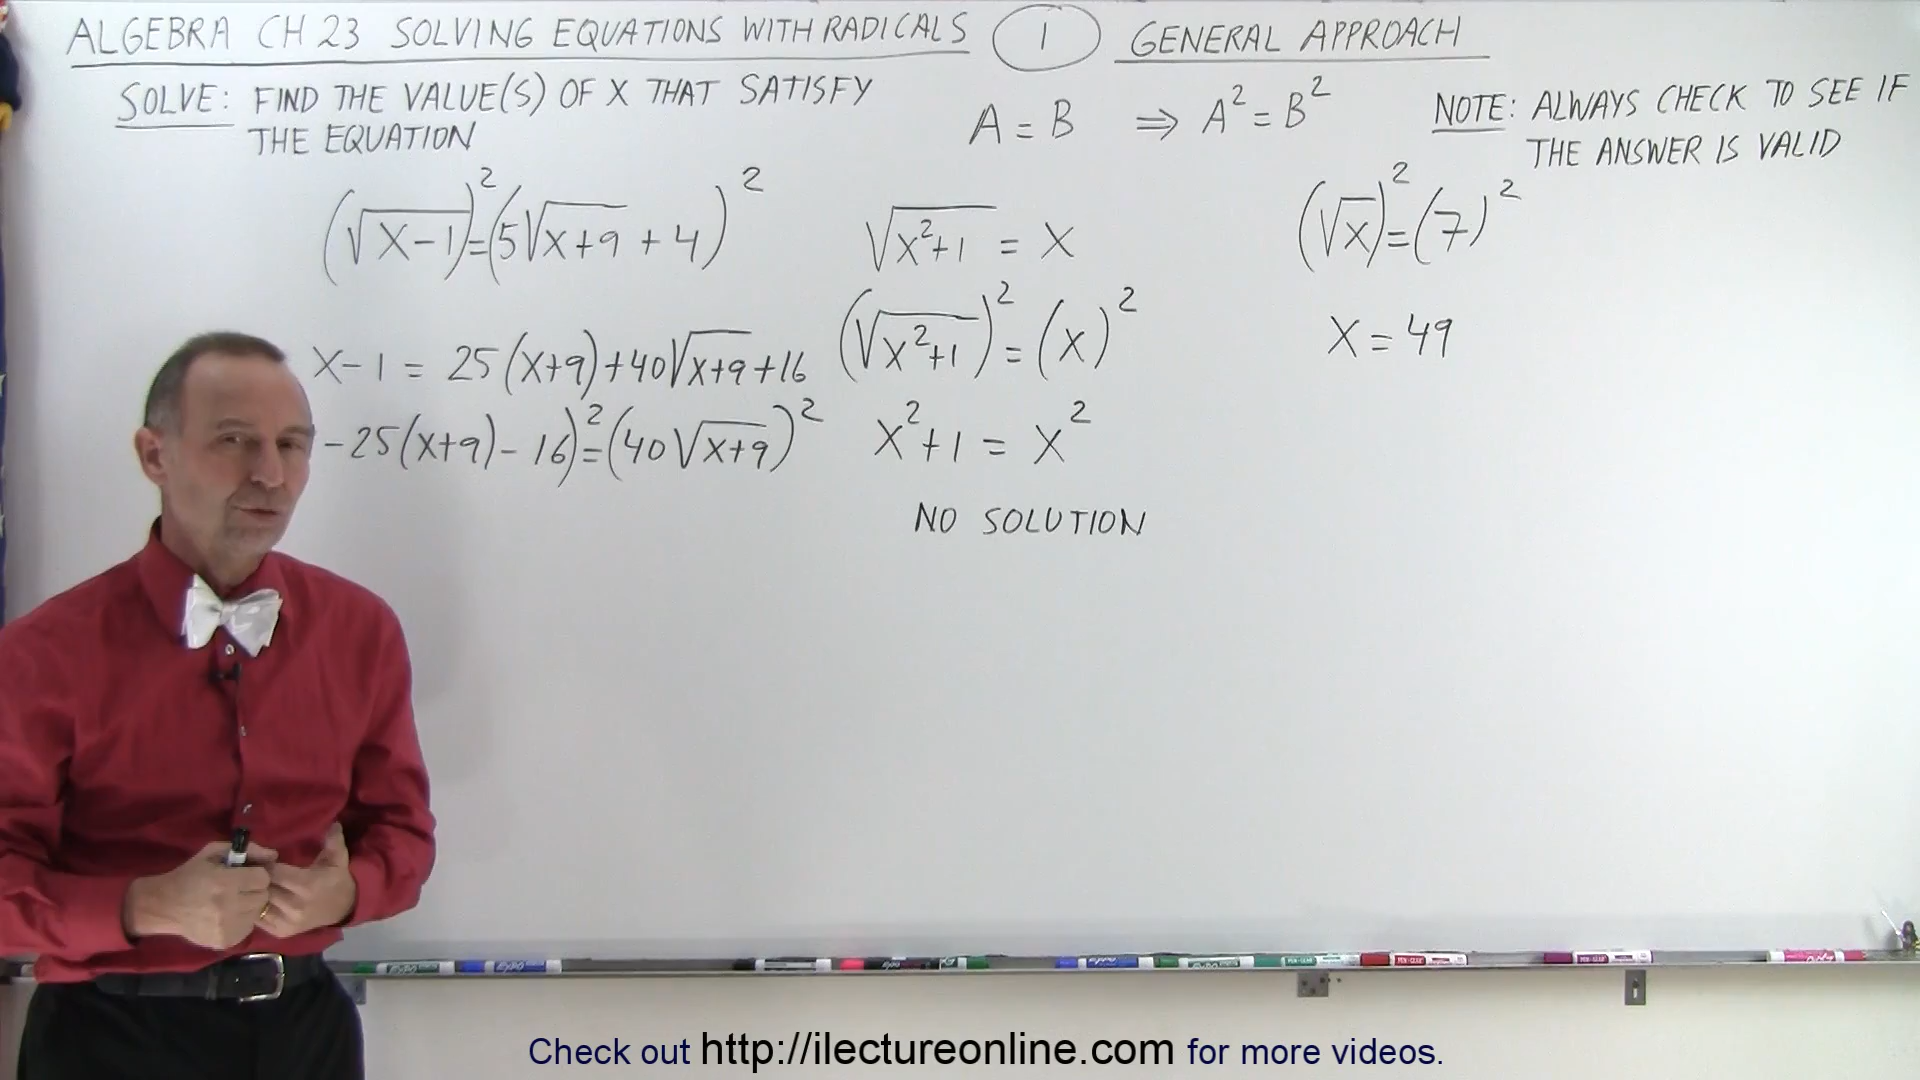 ALGEBRA CH 23 SOLVING EQUATIONS WITH RADICALS 1 GENERAL APPROACH
SOLVE: FIND THE VALUE(S) OF X THAT SATISFY
THE EQUATION
A = B ⇒ A² = B²
NOTE: ALWAYS CHECK TO SEE IF
THE ANSWER IS VALID
(√(x-1))² = (5√(x+9) + 4)²
x-1 = 25(x+9)+40√(x+9)+16
-25(x+9)-16)² = (40√(x+9))²
√(x²+1) = x
(√(x²+1))² = (x)²
x²+1 = x²
NO SOLUTION
(√x)² = (7)²
x = 49
Check out http://ilectureonline.com for more videos.